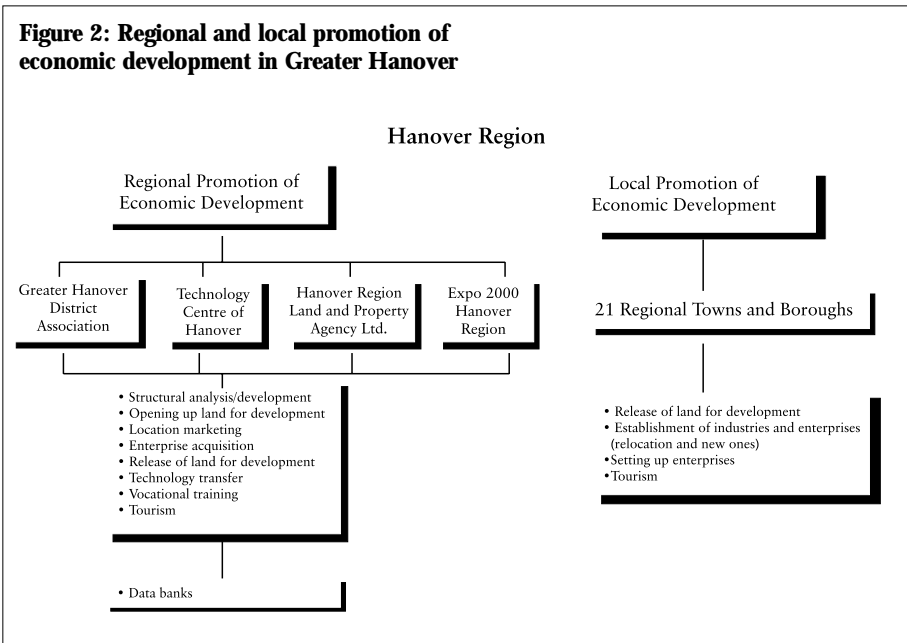 Figure 2: Regional and local promotion of
economic development in Greater Hanover
Hanover Region
Regional Promotion of
Economic Development
Greater Hanover
District
Association
Technology
Centre of
Hanover
Hanover Region
Land and Property
Agency Ltd.
Expo 2000
Hanover
Region
• Structural analysis/development
• Opening up land for development
• Location marketing
• Enterprise acquisition
• Release of land for development
• Technology transfer
• Vocational training
• Tourism
• Data banks
Local Promotion of
Economic Development
21 Regional Towns and Boroughs
• Release of land for development
• Establishment of industries and enterprises
(relocation and new ones)
•Setting up enterprises
•Tourism